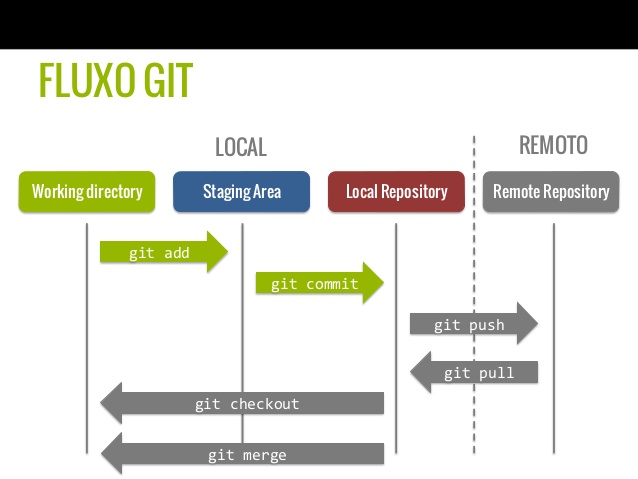 FLUXO GIT
LOCAL
REMOTO
Working directory
Staging Area
Local Repository
Remote Repository
git add
git commit
git push
git pull
git checkout
git merge